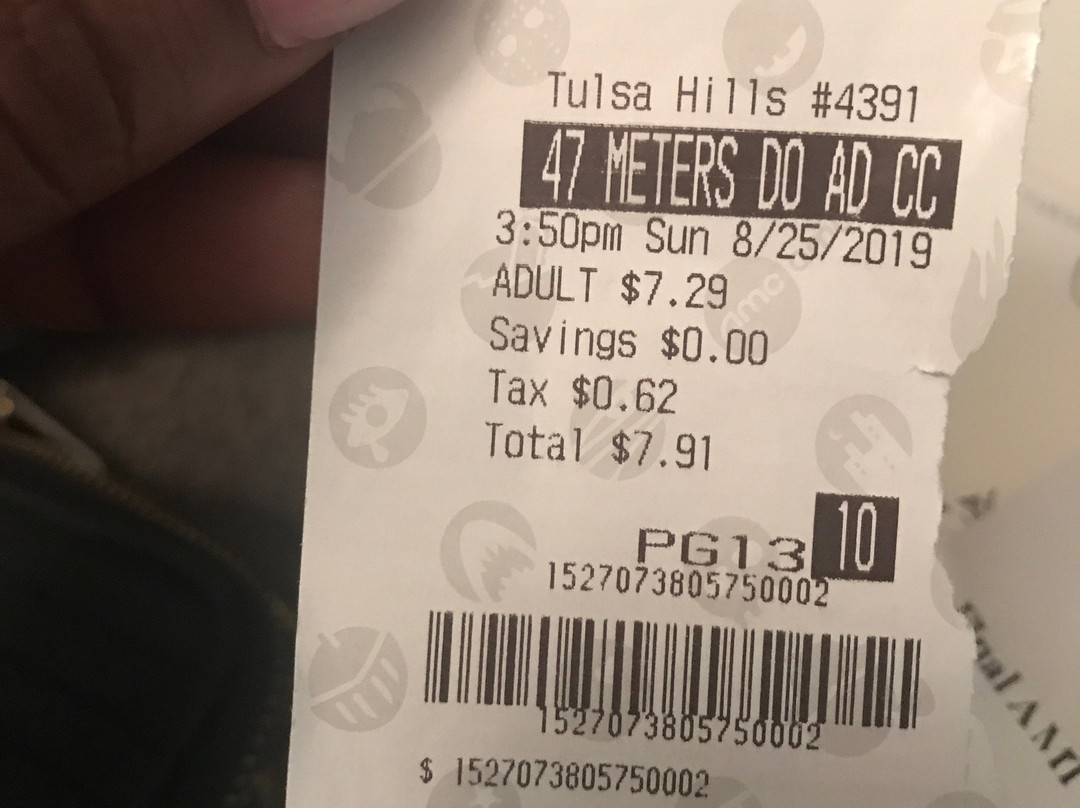 Tulsa Hills #4391
47 METERS DO AD CC
3:50pm Sun 8/25/2019
ADULT $7.29
Savings $0.00
Tax $0.62
Total $7.91
PG13 10
1527073805750002
1527073805750002
$ 1527073805750002
amc